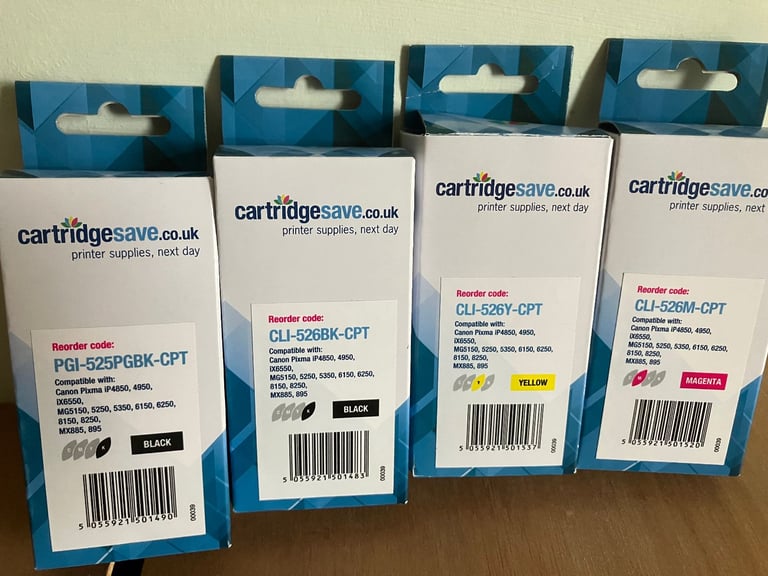 cartridgesave.co.uk
printer supplies, next day
Reorder code:
PGI-525PGBK-CPT
Compatible with:
Canon Pixma iP4850, 4950,
IX6550,
MG5150, 5250, 5350, 6150, 6250,
8150, 8250,
MX885, 895
BLACK
5 055921 501490
00039
cartridgesave.co.uk
printer supplies, next day
Reorder code:
CLI-526BK-CPT
Compatible with:
Canon Pixma iP4850, 4950,
IX6550,
MG5150, 5250, 5350, 6150, 6250,
8150, 8250,
MX885, 895
BLACK
5 055921 501483
00039
cartridgesave.co.uk
printer supplies, next day
Reorder code:
CLI-526Y-CPT
Compatible with:
Canon Pixma iP4850, 4950,
IX6550,
MG5150, 5250, 5350, 6150, 6250,
8150, 8250,
MX885, 895
YELLOW
5 055921 501537
00039
cartridgesave.co
printer supplies, next
Reorder code:
CLI-526M-CPT
Compatible with:
Canon Pixma iP4850, 4950,
IX6550,
MG5150, 5250, 5350, 6150, 6250,
8150, 8250,
MX885, 895
MAGENTA
5 055921 501520
00039